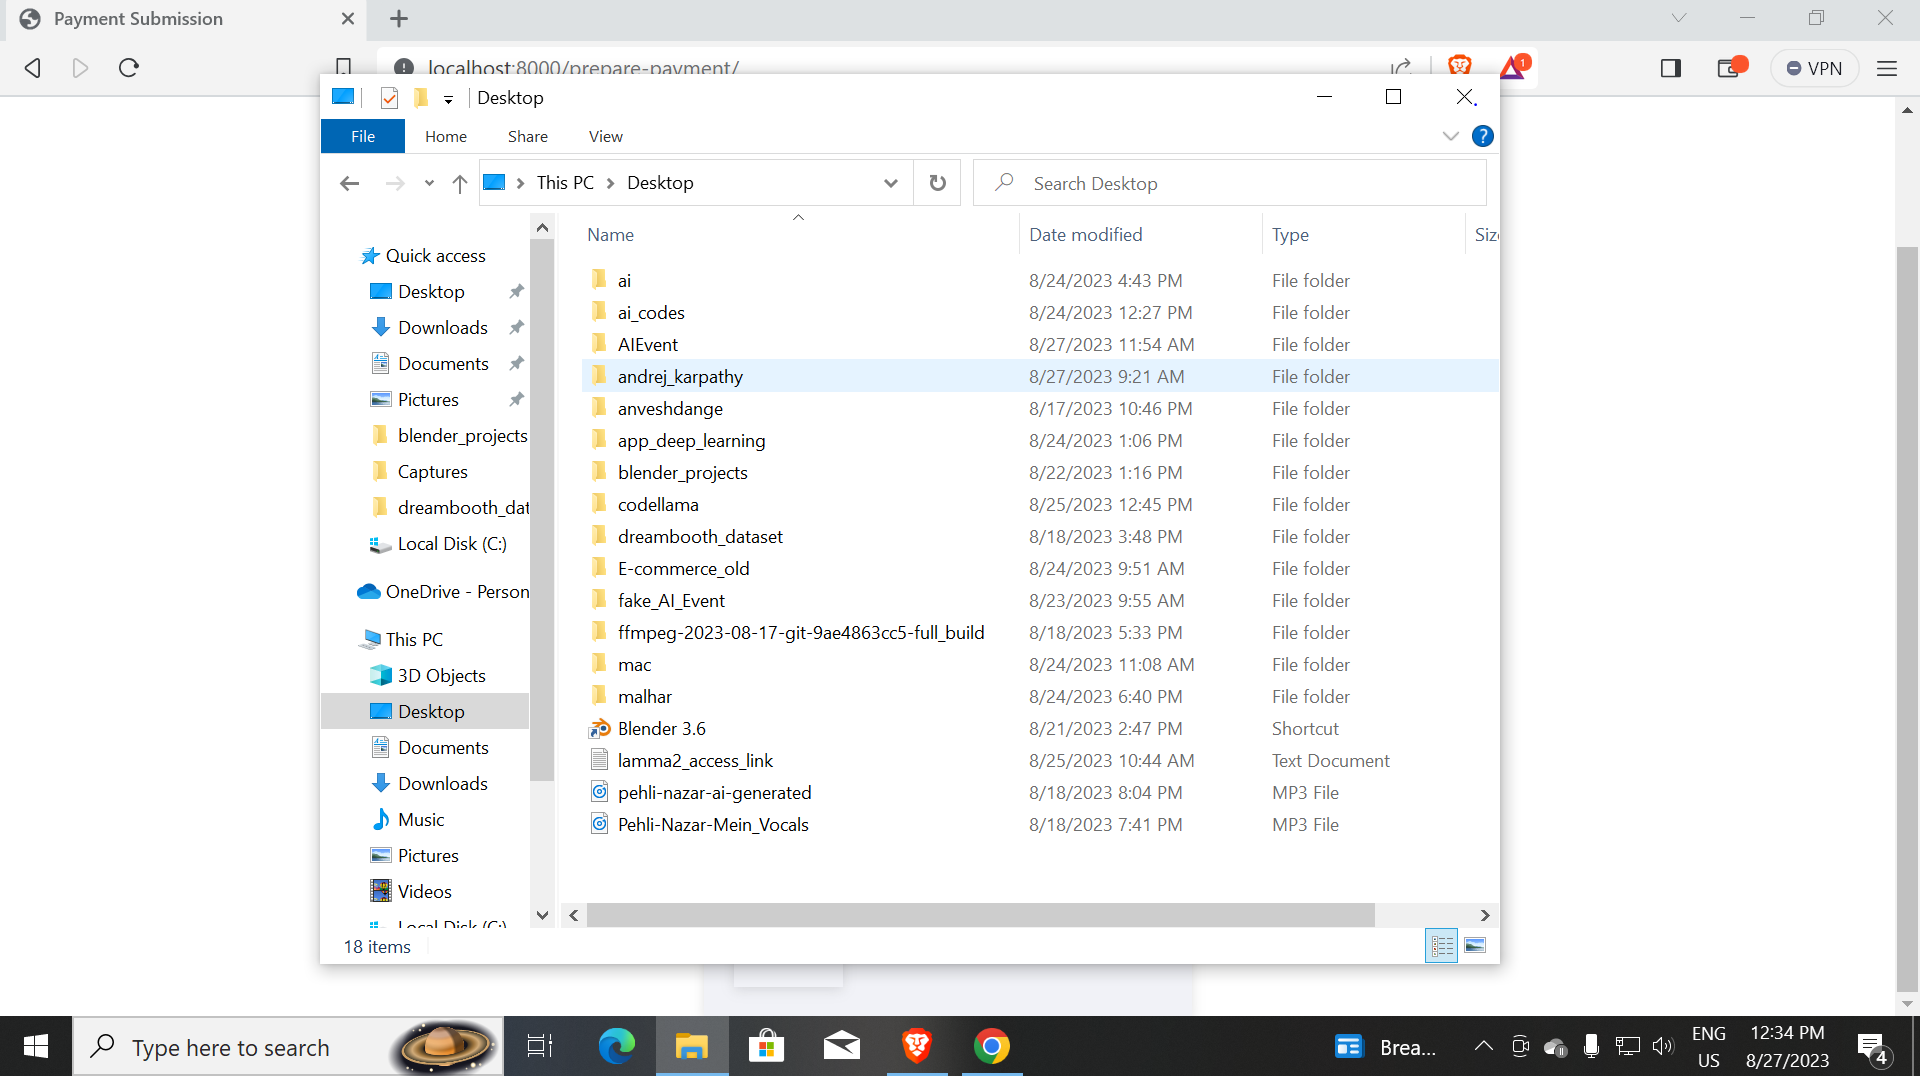 Payment Submission
localhost:8000/prepare-payment/
1
VPN
Desktop
File Home Share View
?
This PC Desktop
Search Desktop
Name Date modified Type
Quick access
Desktop
Downloads
Documents
Pictures
blender_projects
Captures
dreambooth_dat
Local Disk (C:)
OneDrive - Person
This PC
3D Objects
Desktop
Documents
Downloads
Music
Pictures
Videos
Local Disk (C:)
ai 8/24/2023 4:43 PM File folder
ai_codes 8/24/2023 12:27 PM File folder
AIEvent 8/27/2023 11:54 AM File folder
andrej_karpathy 8/27/2023 9:21 AM File folder
anveshdange 8/17/2023 10:46 PM File folder
app_deep_learning 8/24/2023 1:06 PM File folder
blender_projects 8/22/2023 1:16 PM File folder
codellama 8/25/2023 12:45 PM File folder
dreambooth_dataset 8/18/2023 3:48 PM File folder
E-commerce_old 8/24/2023 9:51 AM File folder
fake_AI_Event 8/23/2023 9:55 AM File folder
ffmpeg-2023-08-17-git-9ae4863cc5-full_build 8/18/2023 5:33 PM File folder
mac 8/24/2023 11:08 AM File folder
malhar 8/24/2023 6:40 PM File folder
Blender 3.6 8/21/2023 2:47 PM Shortcut
lamma2_access_link 8/25/2023 10:44 AM Text Document
pehli-nazar-ai-generated 8/18/2023 8:04 PM MP3 File
Pehli-Nazar-Mein_Vocals 8/18/2023 7:41 PM MP3 File
18 items
Type here to search
Brea...
ENG
US
12:34 PM
8/27/2023
4